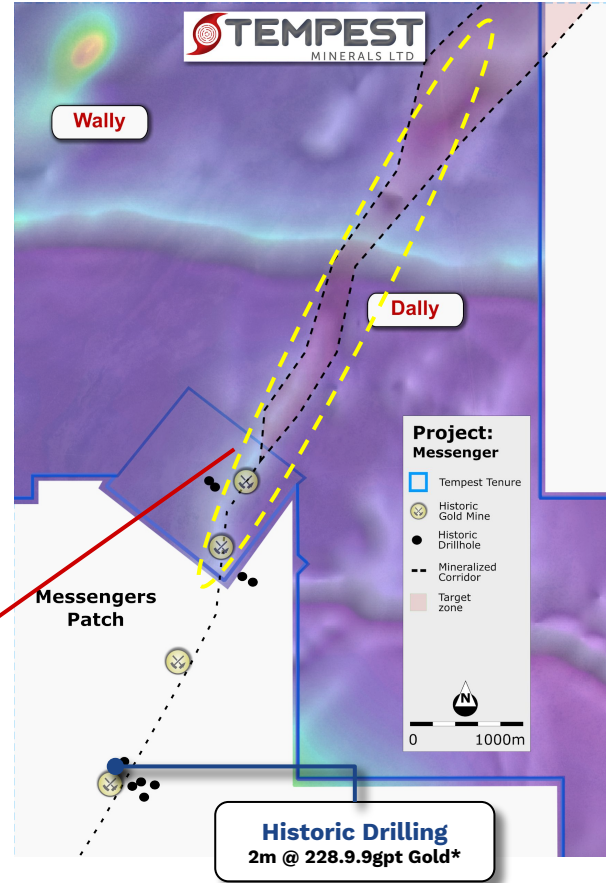 TEMPEST
MINERALS LTD
Wally
Dally
Project:
Messenger
Tempest Tenure
Historic
Gold Mine
Historic
Drillhole
Mineralized
Corridor
Target
zone
N
0 1000m
Messengers
Patch
Historic Drilling
2m @ 228.9.9gpt Gold*